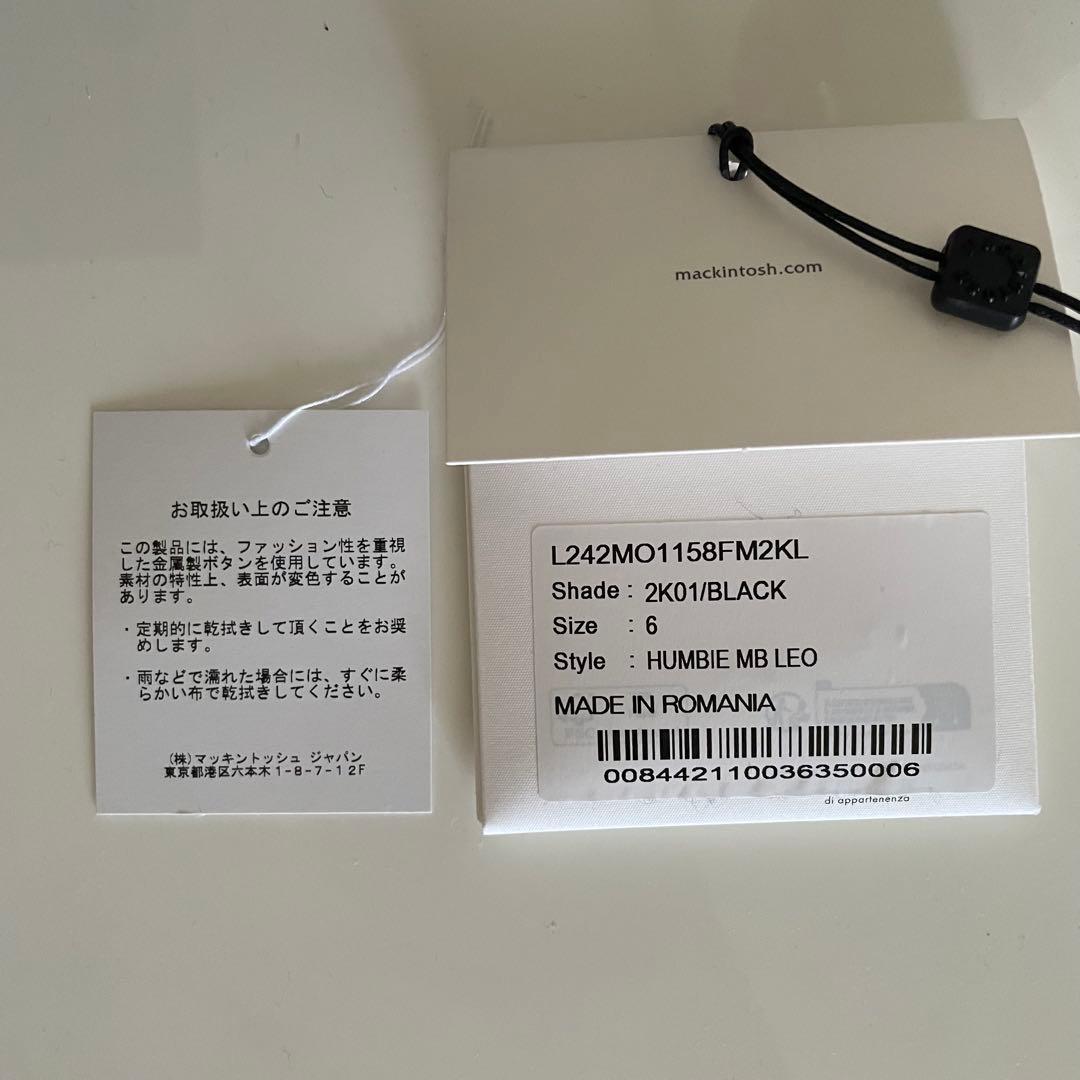 mackintosh.com
お取扱い上のご注意
この製品には、ファッション性を重視
した金属製ボタンを使用しています。
素材の特性上、表面が変色することが
あります。
・定期的に乾拭きして頂くことをお奨
めします。
・雨などで濡れた場合には、すぐに柔
らかい布で乾拭きしてください。
(株)マッキントッシュ ジャパン
東京都港区六本木1-8-7-12F
L242MO1158FM2KL
Shade : 2K01/BLACK
Size : 6
Style : HUMBIE MB LEO
MADE IN ROMANIA
008442110036350006
di appartenenza